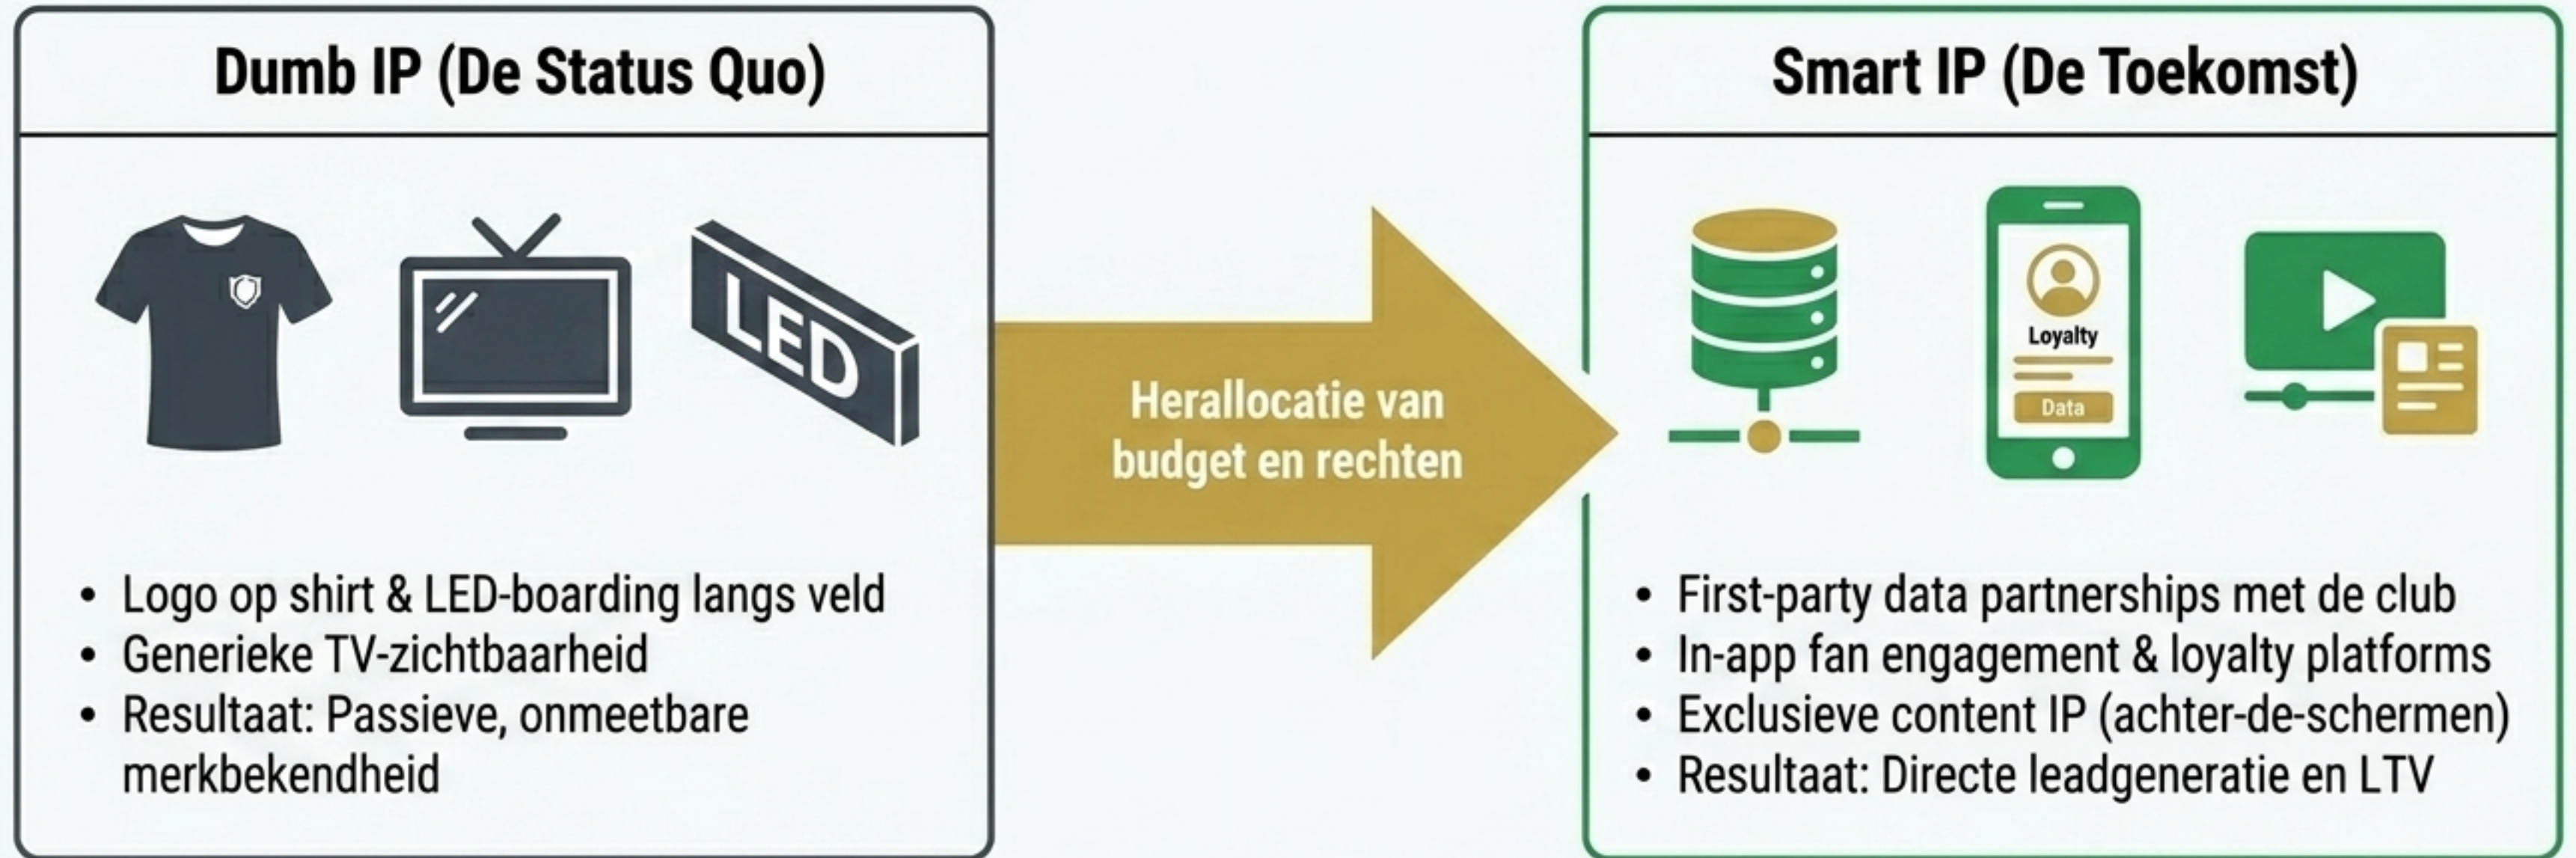 Dumb IP (De Status Quo)
LED
• Logo op shirt & LED-boarding langs veld
• Generieke TV-zichtbaarheid
• Resultaat: Passieve, onmeetbare
merkbekendheid
Herallocatie van
budget en rechten
Smart IP (De Toekomst)
Loyalty
Data
• First-party data partnerships met de club
• In-app fan engagement & loyalty platforms
• Exclusieve content IP (achter-de-schermen)
• Resultaat: Directe leadgeneratie en LTV